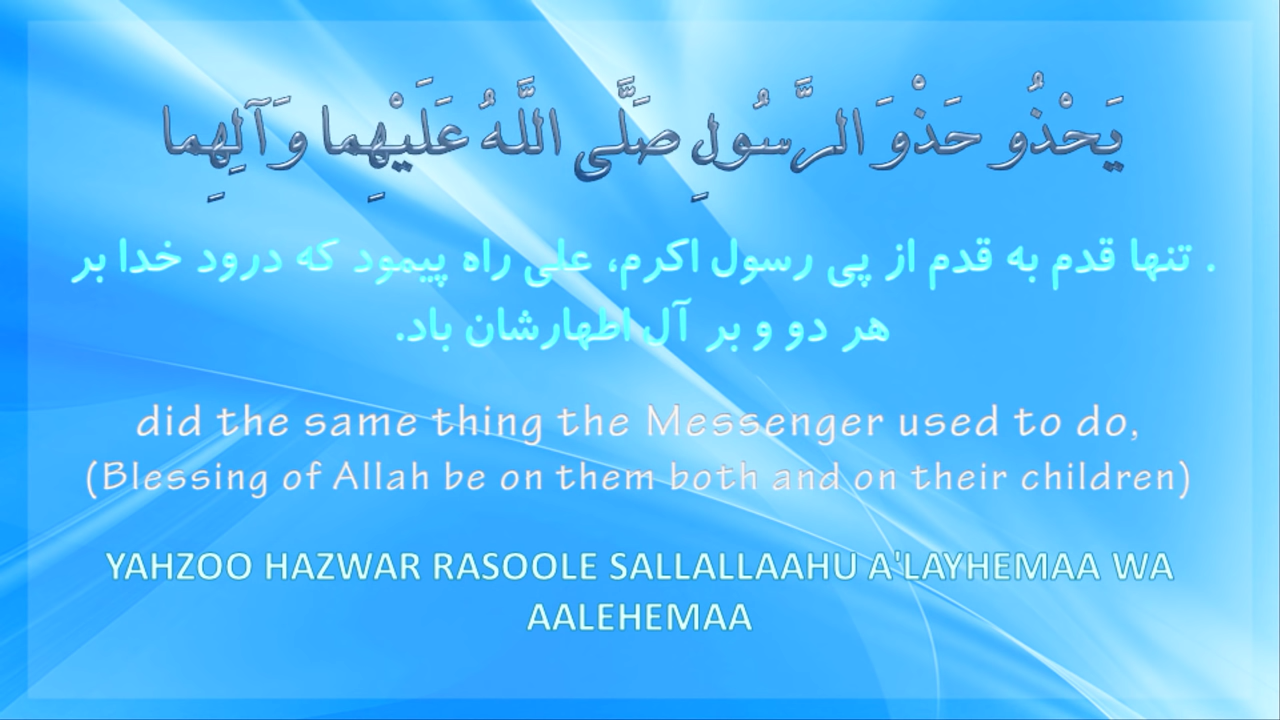 يَحْذُو حَذْوَ الرَّسُولِ صَلَّى اللَّهُ عَلَيْهِما وَآلِهِما
. تنها قدم به قدم از پی رسول اکرم، علی راه پیمود که درود خدا بر
هر دو و بر آل اطهارشان باد.
did the same thing the Messenger used to do,
(Blessing of Allah be on them both and on their children)
YAHZOO HAZWAR RASOOLE SALLALLAAHU A'LAYHEMAA WA
AALEHEMAA